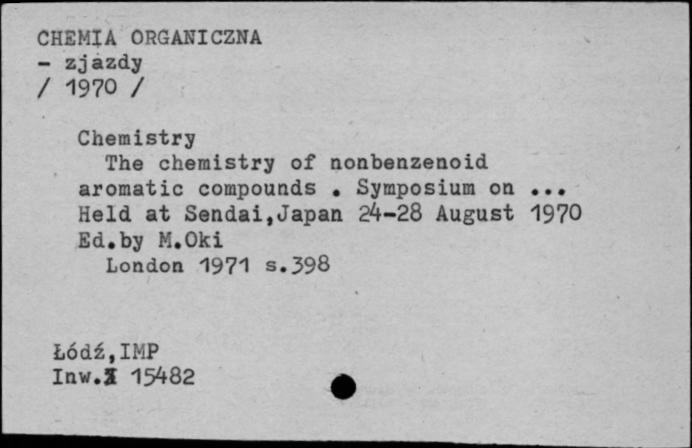 CHEMIA ORGANICZNA
- zjazdy
/ 1970 /
Chemistry
The chemistry of nonbenzenoid
aromatic compounds . Symposium on ...
Held at Sendai,Japan 24-28 August 1970
Ed.by M.Oki
London 1971 s.398
Łódź,IMP
Inw. 15482